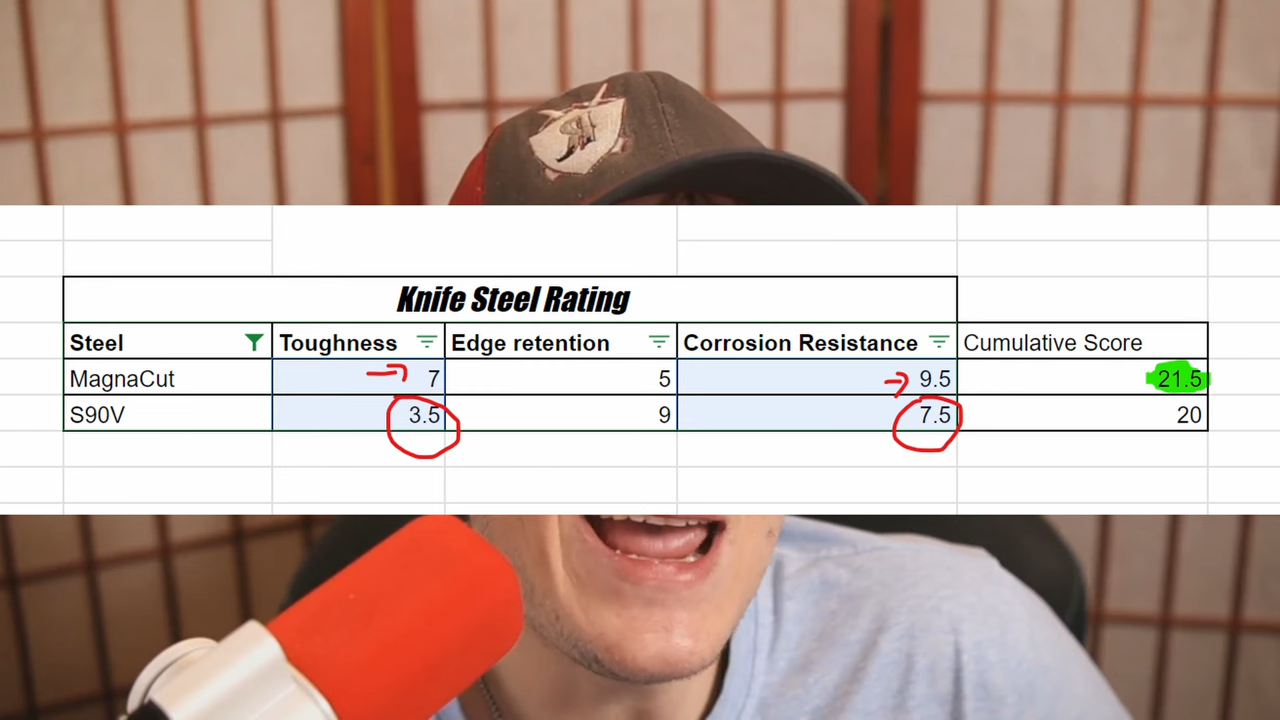 Knife Steel Rating
Steel Toughness Edge retention Corrosion Resistance Cumulative Score
MagnaCut 7 5 9.5 21.5
S90V 3.5 9 7.5 20